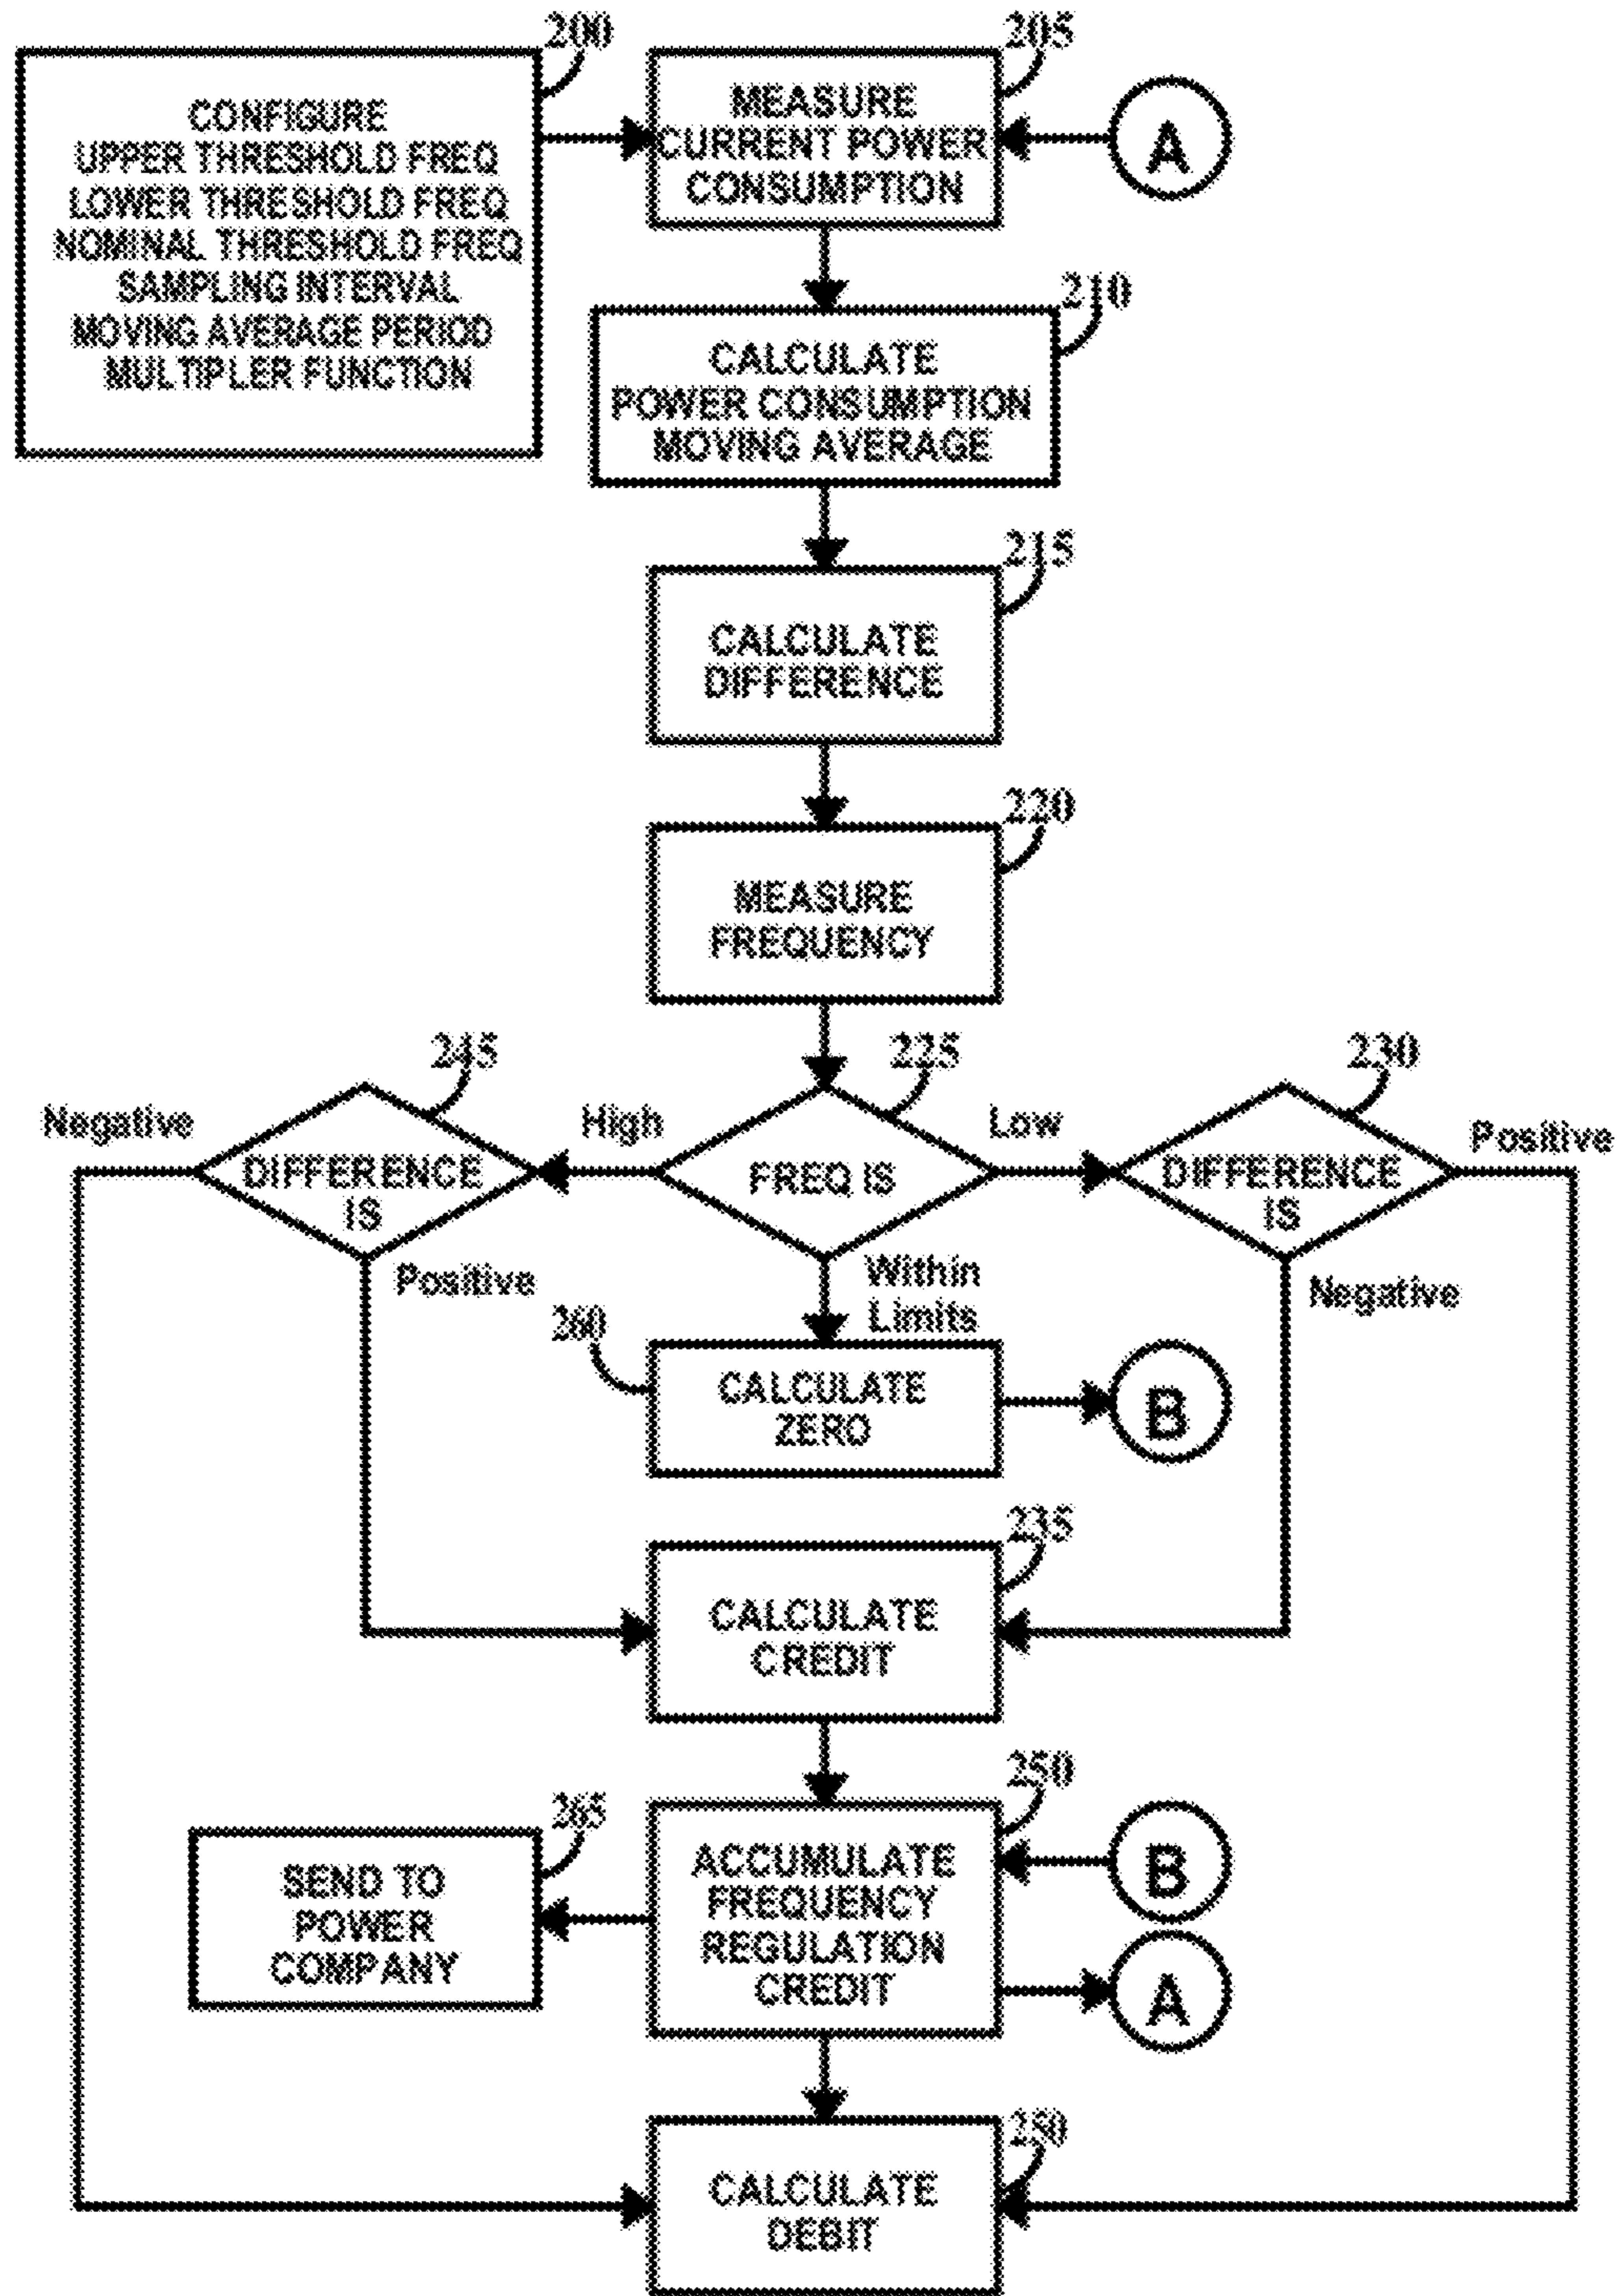 200
CONFIGURE
UPPER THRESHOLD FREQ
LOWER THRESHOLD FREQ
NOMINAL THRESHOLD FREQ
SAMPLING INTERVAL
MOVING AVERAGE PERIOD
MULTIPLER FUNCTION
205
MEASURE
CURRENT POWER
CONSUMPTION
A
210
CALCULATE
POWER CONSUMPTION
MOVING AVERAGE
215
CALCULATE
DIFFERENCE
220
MEASURE
FREQUENCY
245
Negative
DIFFERENCE
IS
Positive
High
225
FREQ IS
Low
Within
Limits
230
DIFFERENCE
IS
Positive
Negative
260
CALCULATE
ZERO
B
235
CALCULATE
CREDIT
250
ACCUMULATE
FREQUENCY
REGULATION
CREDIT
B
A
265
SEND TO
POWER
COMPANY
250
CALCULATE
DEBIT